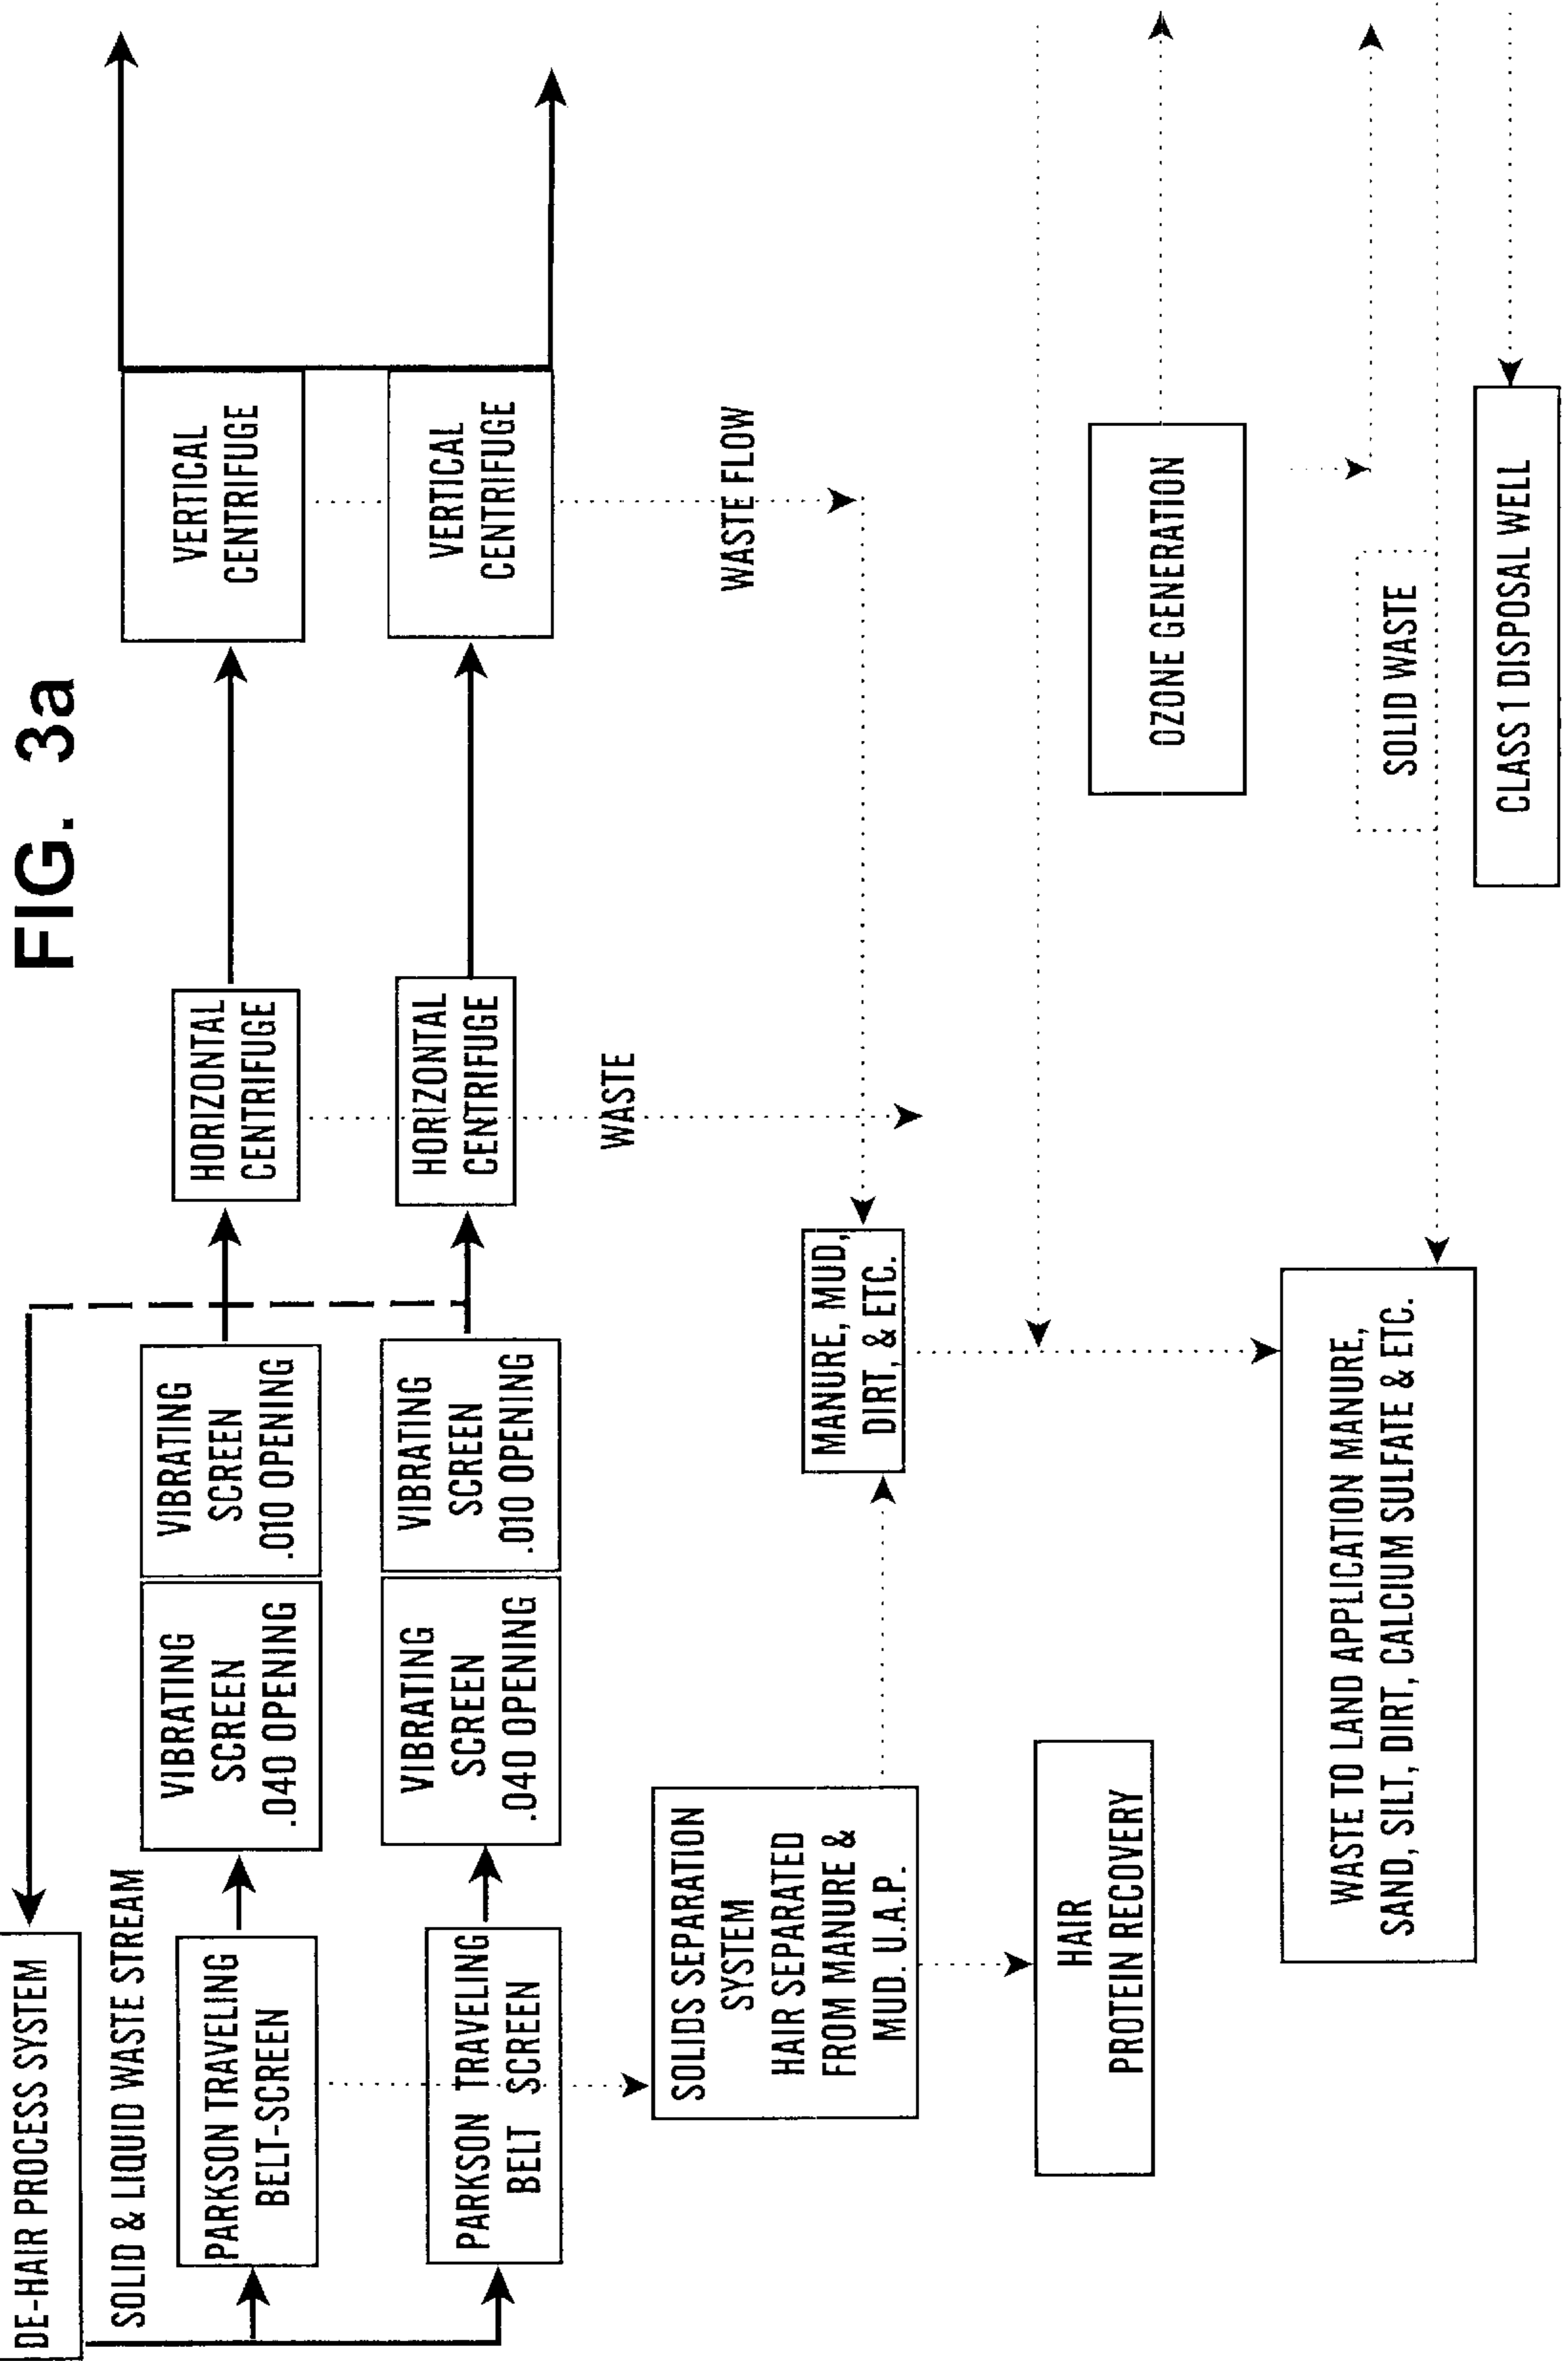 FIG. 3a
DE-HAIR PROCESS SYSTEM
SOLID & LIQUID WASTE STREAM
PARKSON TRAVELING
BELT-SCREEN
VIBRATING
SCREEN
.040 OPENING
VIBRATING
SCREEN
.010 OPENING
HORIZONTAL
CENTRIFUGE
VERTICAL
CENTRIFUGE
PARKSON TRAVELING
BELT SCREEN
VIBRATING
SCREEN
.040 OPENING
VIBRATING
SCREEN
.010 OPENING
HORIZONTAL
CENTRIFUGE
VERTICAL
CENTRIFUGE
WASTE
WASTE FLOW
SOLIDS SEPARATION
SYSTEM
HAIR SEPARATED
FROM MANURE &
MUD. U.A.P.
MANURE, MUD,
DIRT, & ETC.
HAIR
PROTEIN RECOVERY
OZONE GENERATION
WASTE TO LAND APPLICATION MANURE,
SAND, SILT, DIRT, CALCIUM SULFATE & ETC.
SOLID WASTE
CLASS 1 DISPOSAL WELL